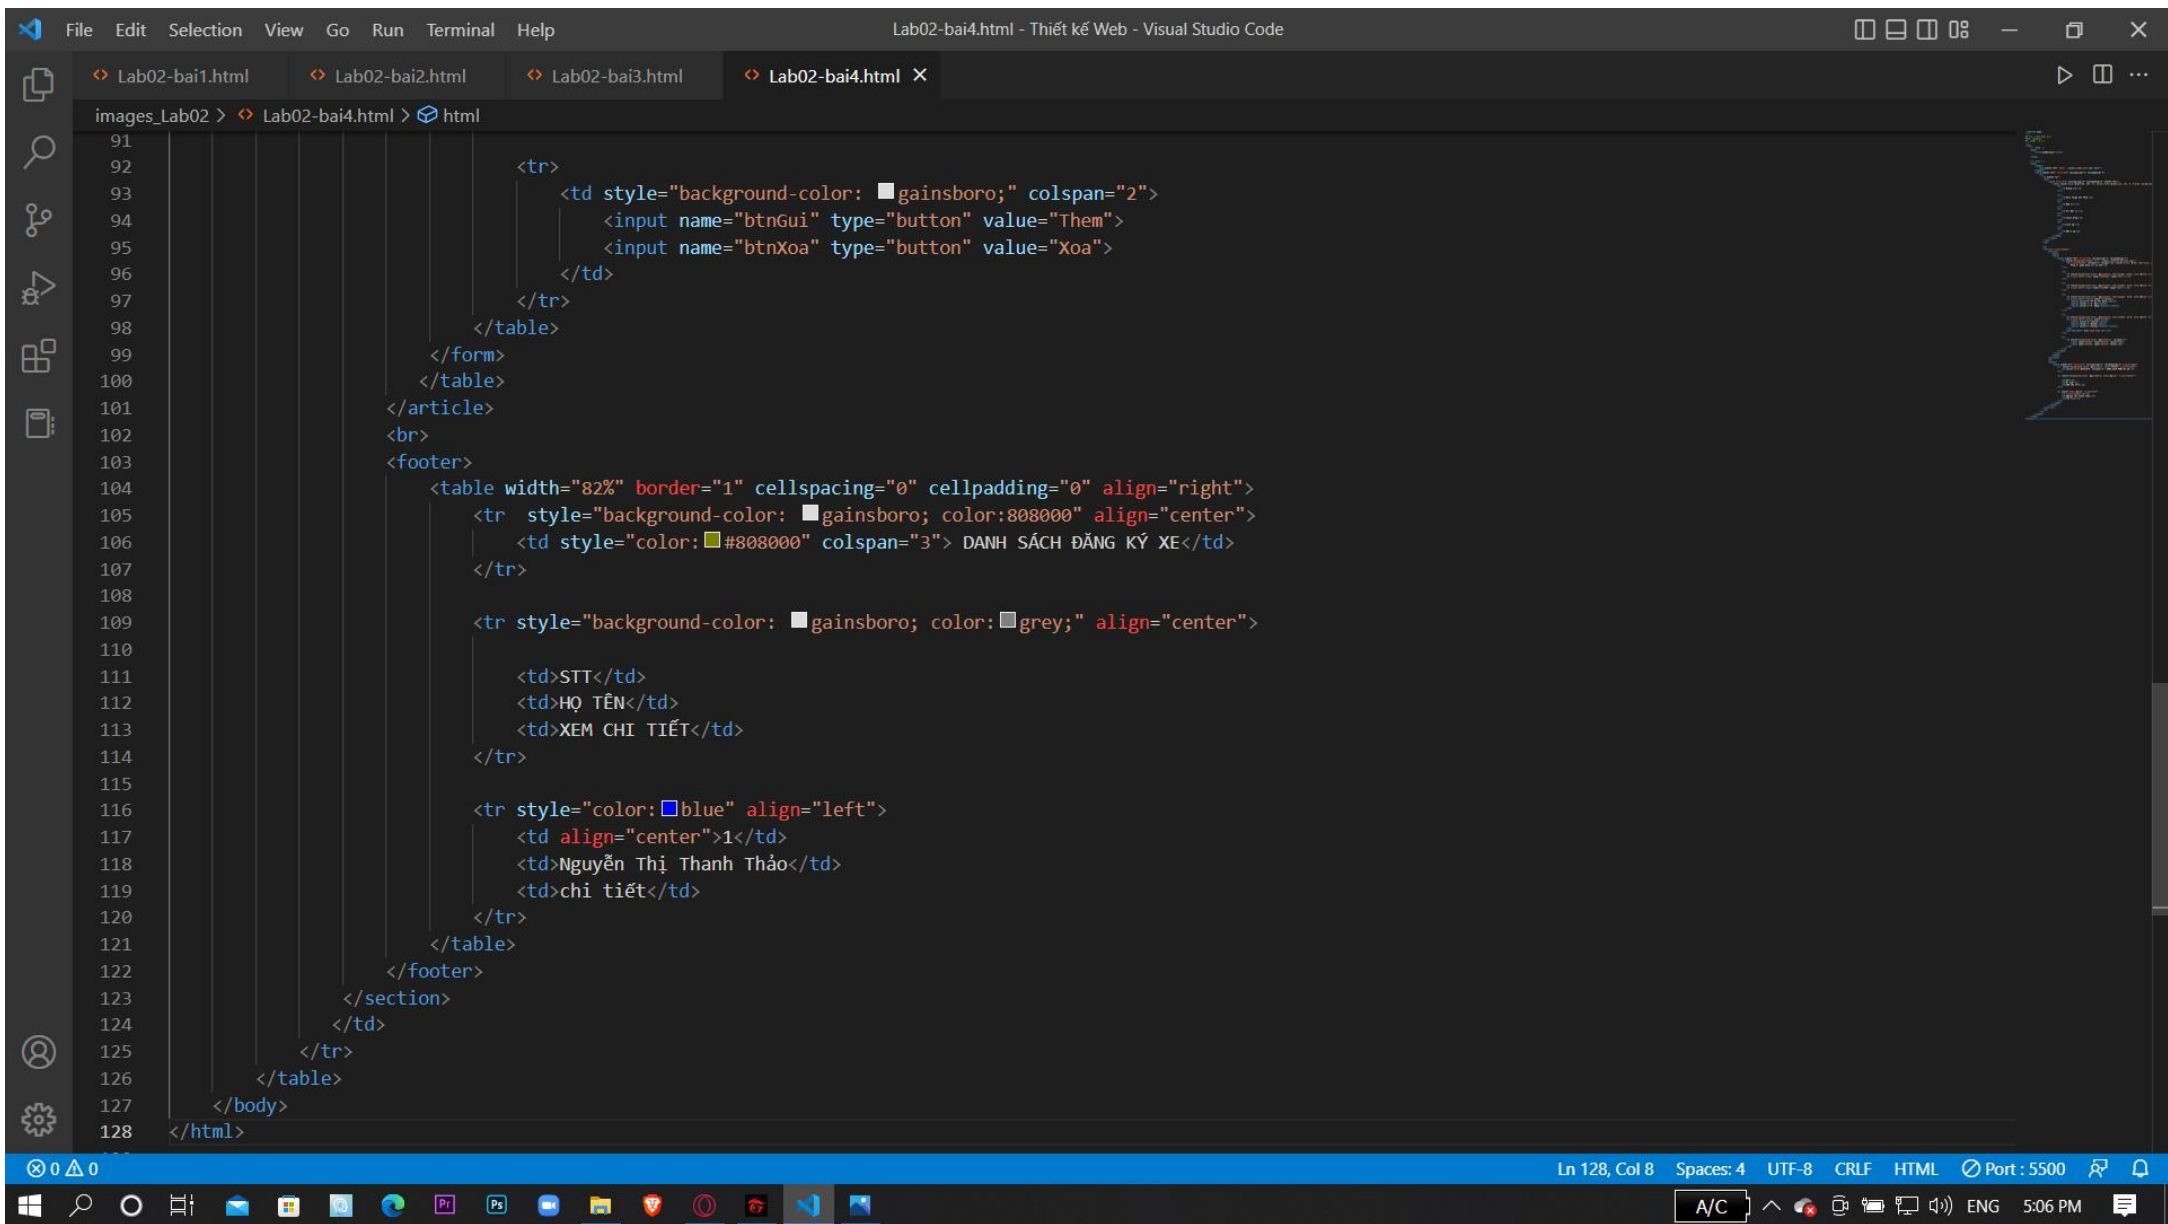 File Edit Selection View Go Run Terminal Help Lab02-bai4.html - Thiết kế Web - Visual Studio Code
Lab02-bai1.html Lab02-bai2.html Lab02-bai3.html Lab02-bai4.html
images_Lab02 > Lab02-bai4.html > html
91
92 <tr>
93 <td style="background-color: gainsboro;" colspan="2">
94 <input name="btnGui" type="button" value="Them">
95 <input name="btnXoa" type="button" value="Xoa">
96 </td>
97 </tr>
98 </table>
99 </form>
100 </table>
101 </article>
102 <br>
103 <footer>
104 <table width="82%" border="1" cellspacing="0" cellpadding="0" align="right">
105 <tr  style="background-color: gainsboro; color:808000" align="center">
106 <td style="color:#808000" colspan="3"> DANH SÁCH ĐĂNG KÝ XE</td>
107 </tr>
108
109 <tr style="background-color: gainsboro; color:grey;" align="center">
110
111 <td>STT</td>
112 <td>HỌ TÊN</td>
113 <td>XEM CHI TIẾT</td>
114 </tr>
115
116 <tr style="color:blue" align="left">
117 <td align="center">1</td>
118 <td>Nguyễn Thị Thanh Thảo</td>
119 <td>chi tiết</td>
120 </tr>
121 </table>
122 </footer>
123 </section>
124 </td>
125 </tr>
126 </table>
127 </body>
128 </html>
0 0 Ln 128, Col 8 Spaces: 4 UTF-8 CRLF HTML Port : 5500
Pr Ps A/C ENG 5:06 PM